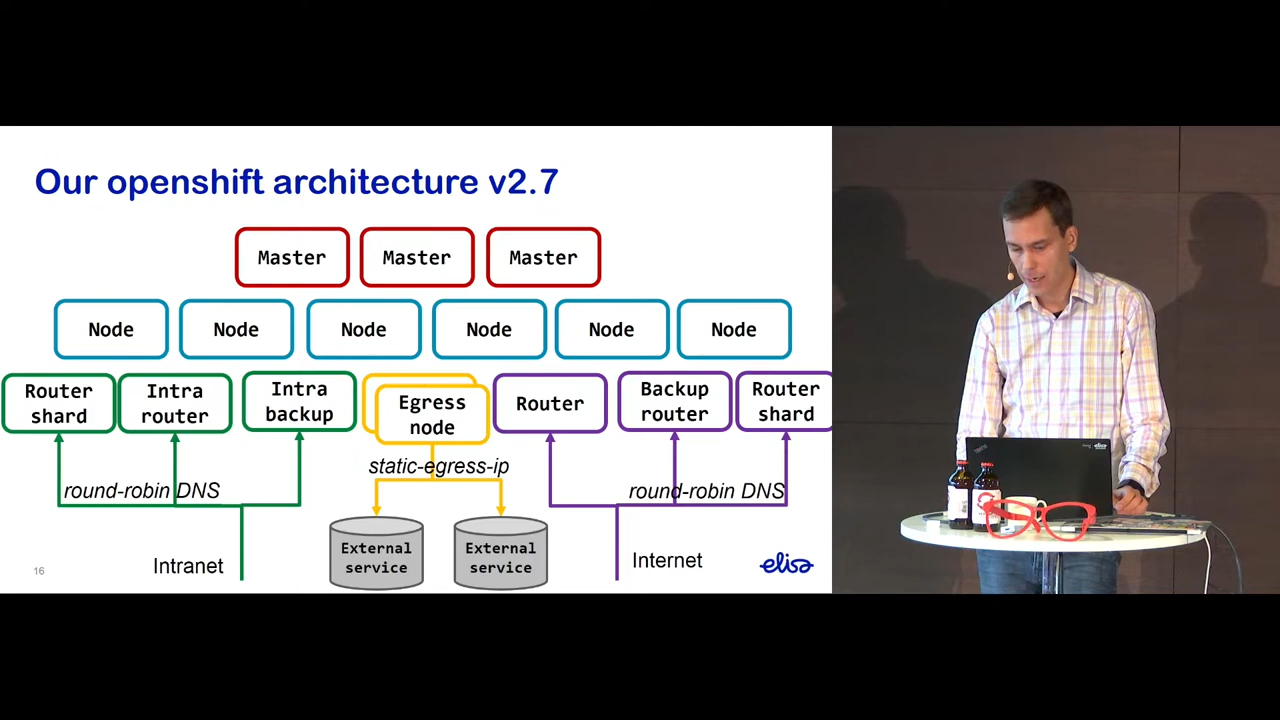 Our openshift architecture v2.7
Master Master Master
Node Node Node Node Node Node
Router
shard
Intra
router
Intra
backup
Egress
node
Router
Backup
router
Router
shard
static-egress-ip
round-robin DNS
round-robin DNS
External
service
External
service
Intranet
Internet
16
elisa